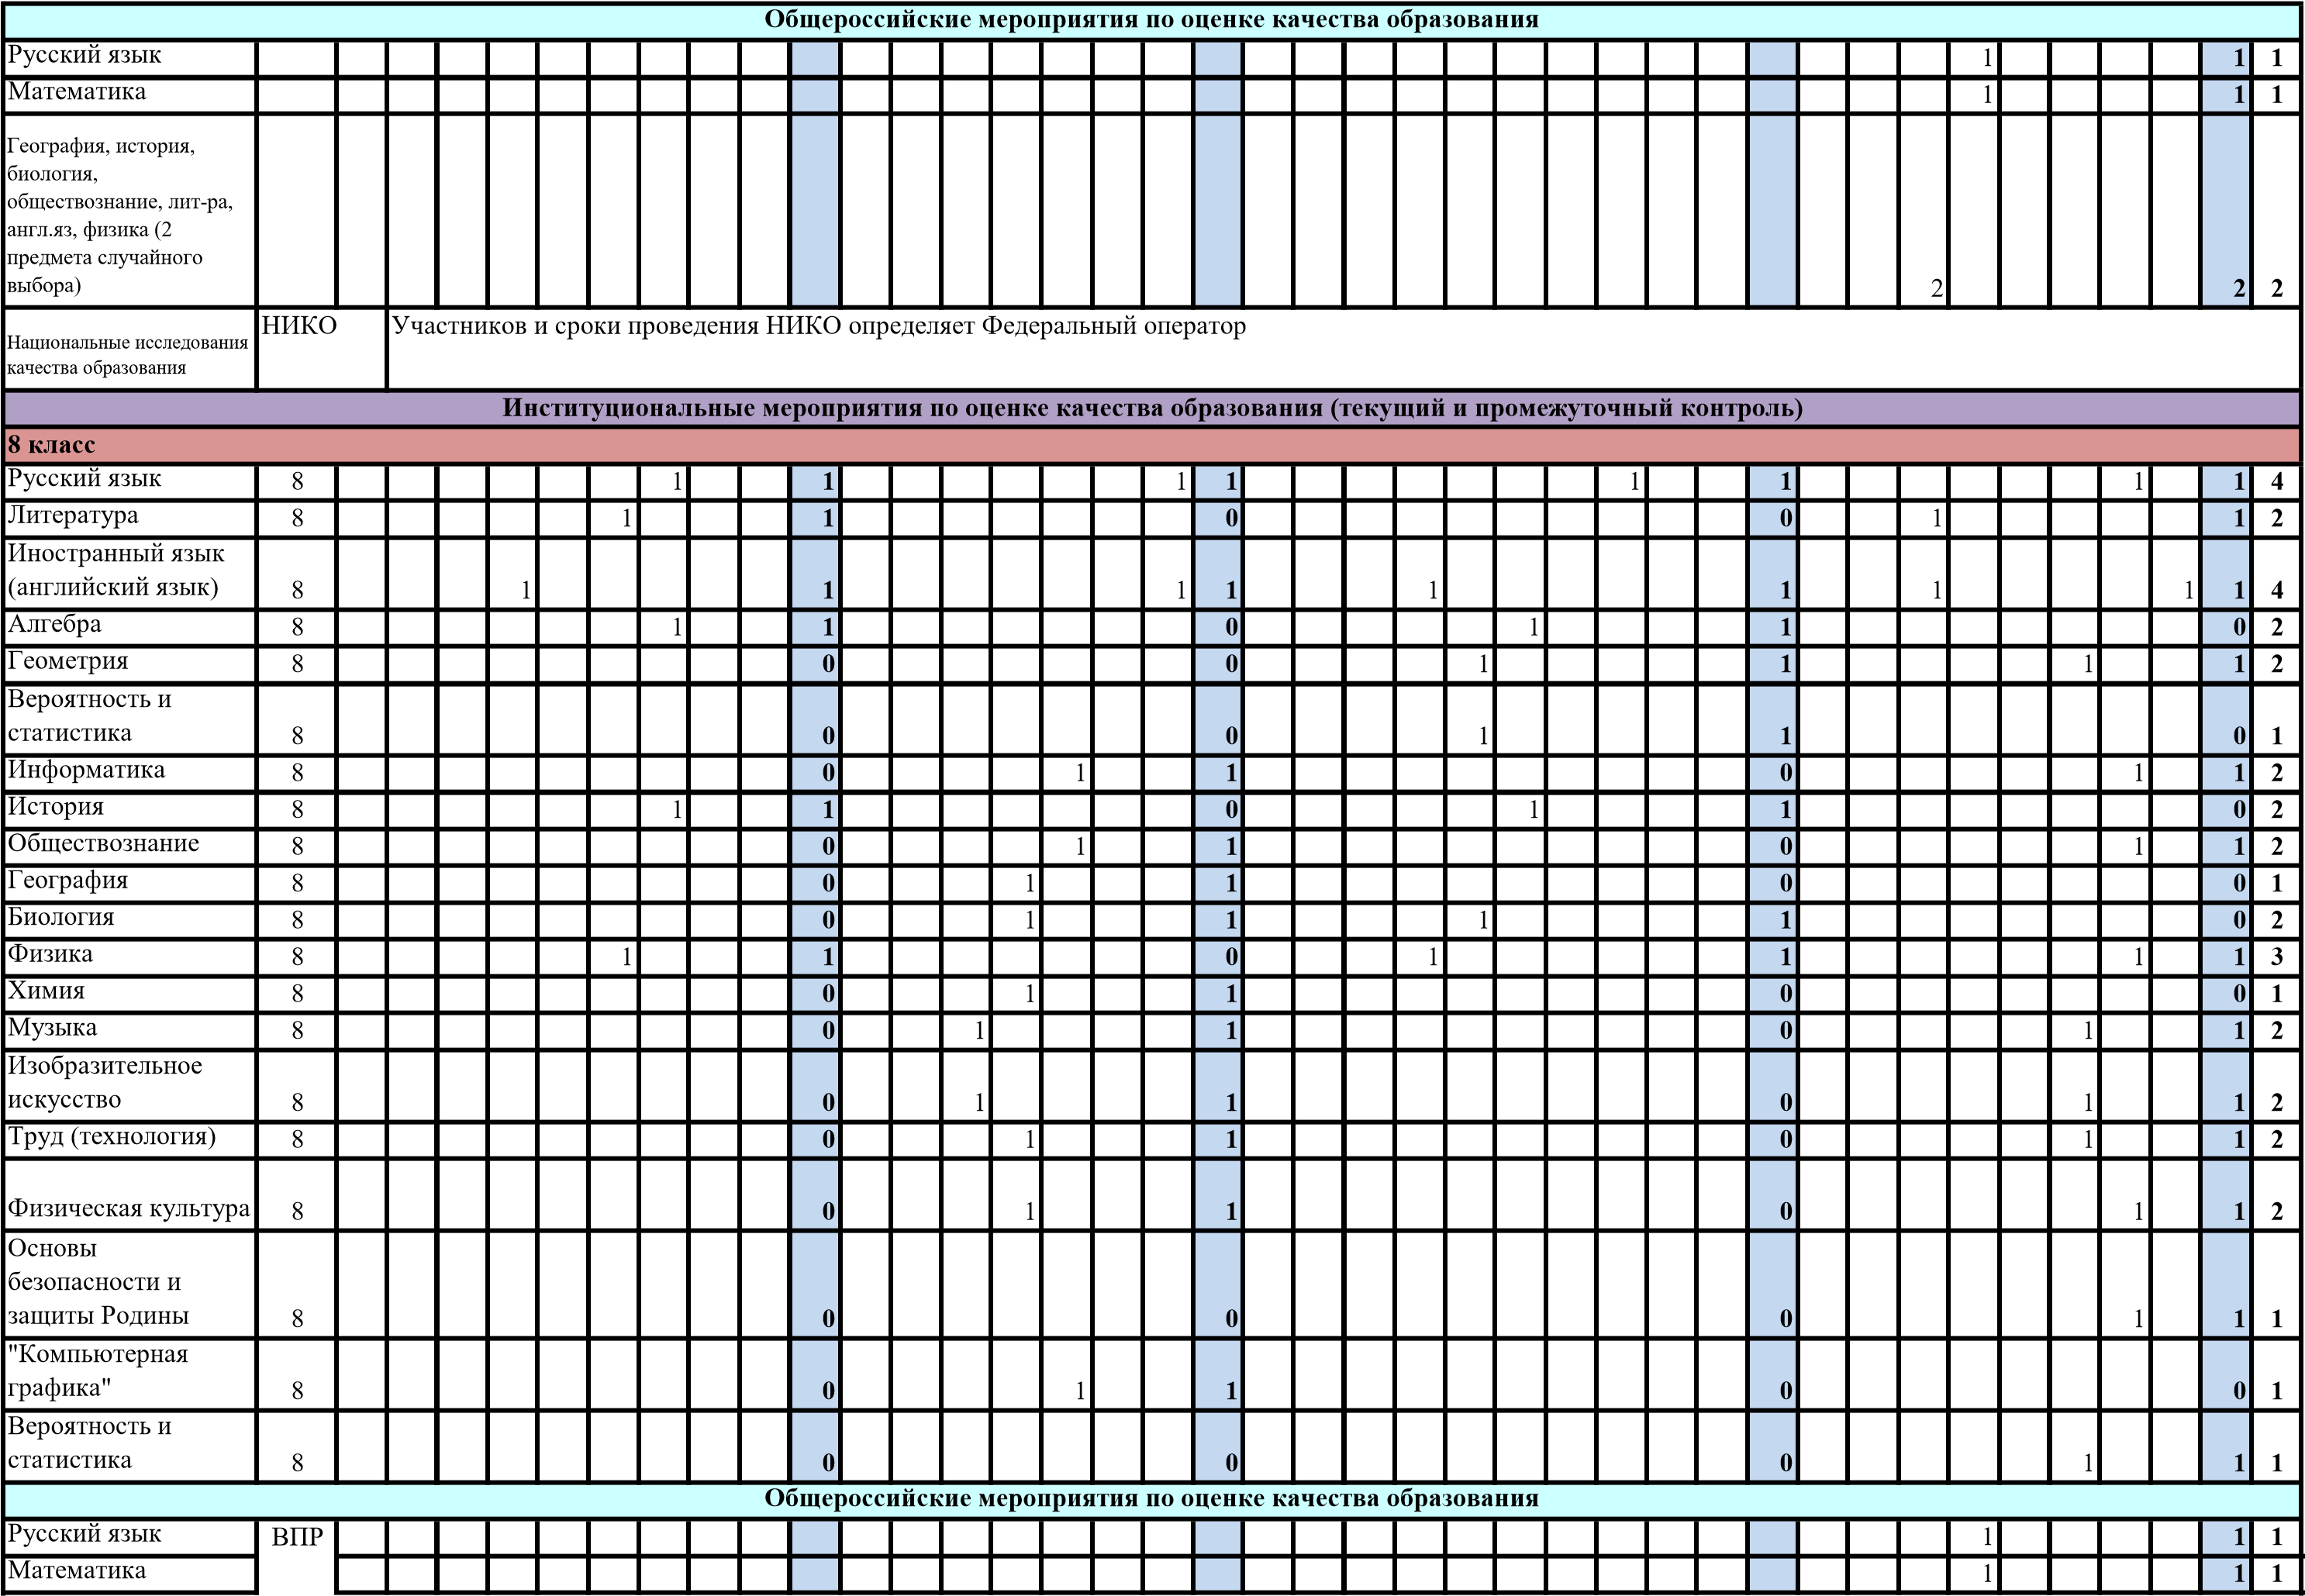 Общероссийские мероприятия по оценке качества образования
Русский язык 1 1 1
Математика 1 1 1
География, история,
биология,
обществознание, лит-ра,
англ.яз, физика (2
предмета случайного
выбора) 2 2 2
Национальные исследования
качества образования
НИКО Участников и сроки проведения НИКО определяет Федеральный оператор
Институциональные мероприятия по оценке качества образования (текущий и промежуточный контроль)
8 класс
Русский язык 8 1 1 1 1 1 1 1 1 4
Литература 8 1 1 0 0 1 1 2
Иностранный язык
(английский язык) 8 1 1 1 1 1 1 1 1 1 4
Алгебра 8 1 1 0 1 1 0 2
Геометрия 8 0 0 1 1 1 1 2
Вероятность и
статистика 8 0 0 1 1 0 1
Информатика 8 0 1 1 0 1 1 2
История 8 1 1 0 1 1 0 2
Обществознание 8 0 1 1 0 1 1 2
География 8 0 1 1 0 0 1
Биология 8 0 1 1 1 1 0 2
Физика 8 1 1 0 1 1 1 1 3
Химия 8 0 1 1 0 0 1
Музыка 8 0 1 1 0 1 1 2
Изобразительное
искусство 8 0 1 1 0 1 1 2
Труд (технология) 8 0 1 1 0 1 1 2
Физическая культура 8 0 1 1 0 1 1 2
Основы
безопасности и
защиты Родины 8 0 0 0 1 1 1
"Компьютерная
графика" 8 0 1 1 0 0 1
Вероятность и
статистика 8 0 0 0 1 1 1
Общероссийские мероприятия по оценке качества образования
Русский язык ВПР 1 1 1
Математика 1 1 1